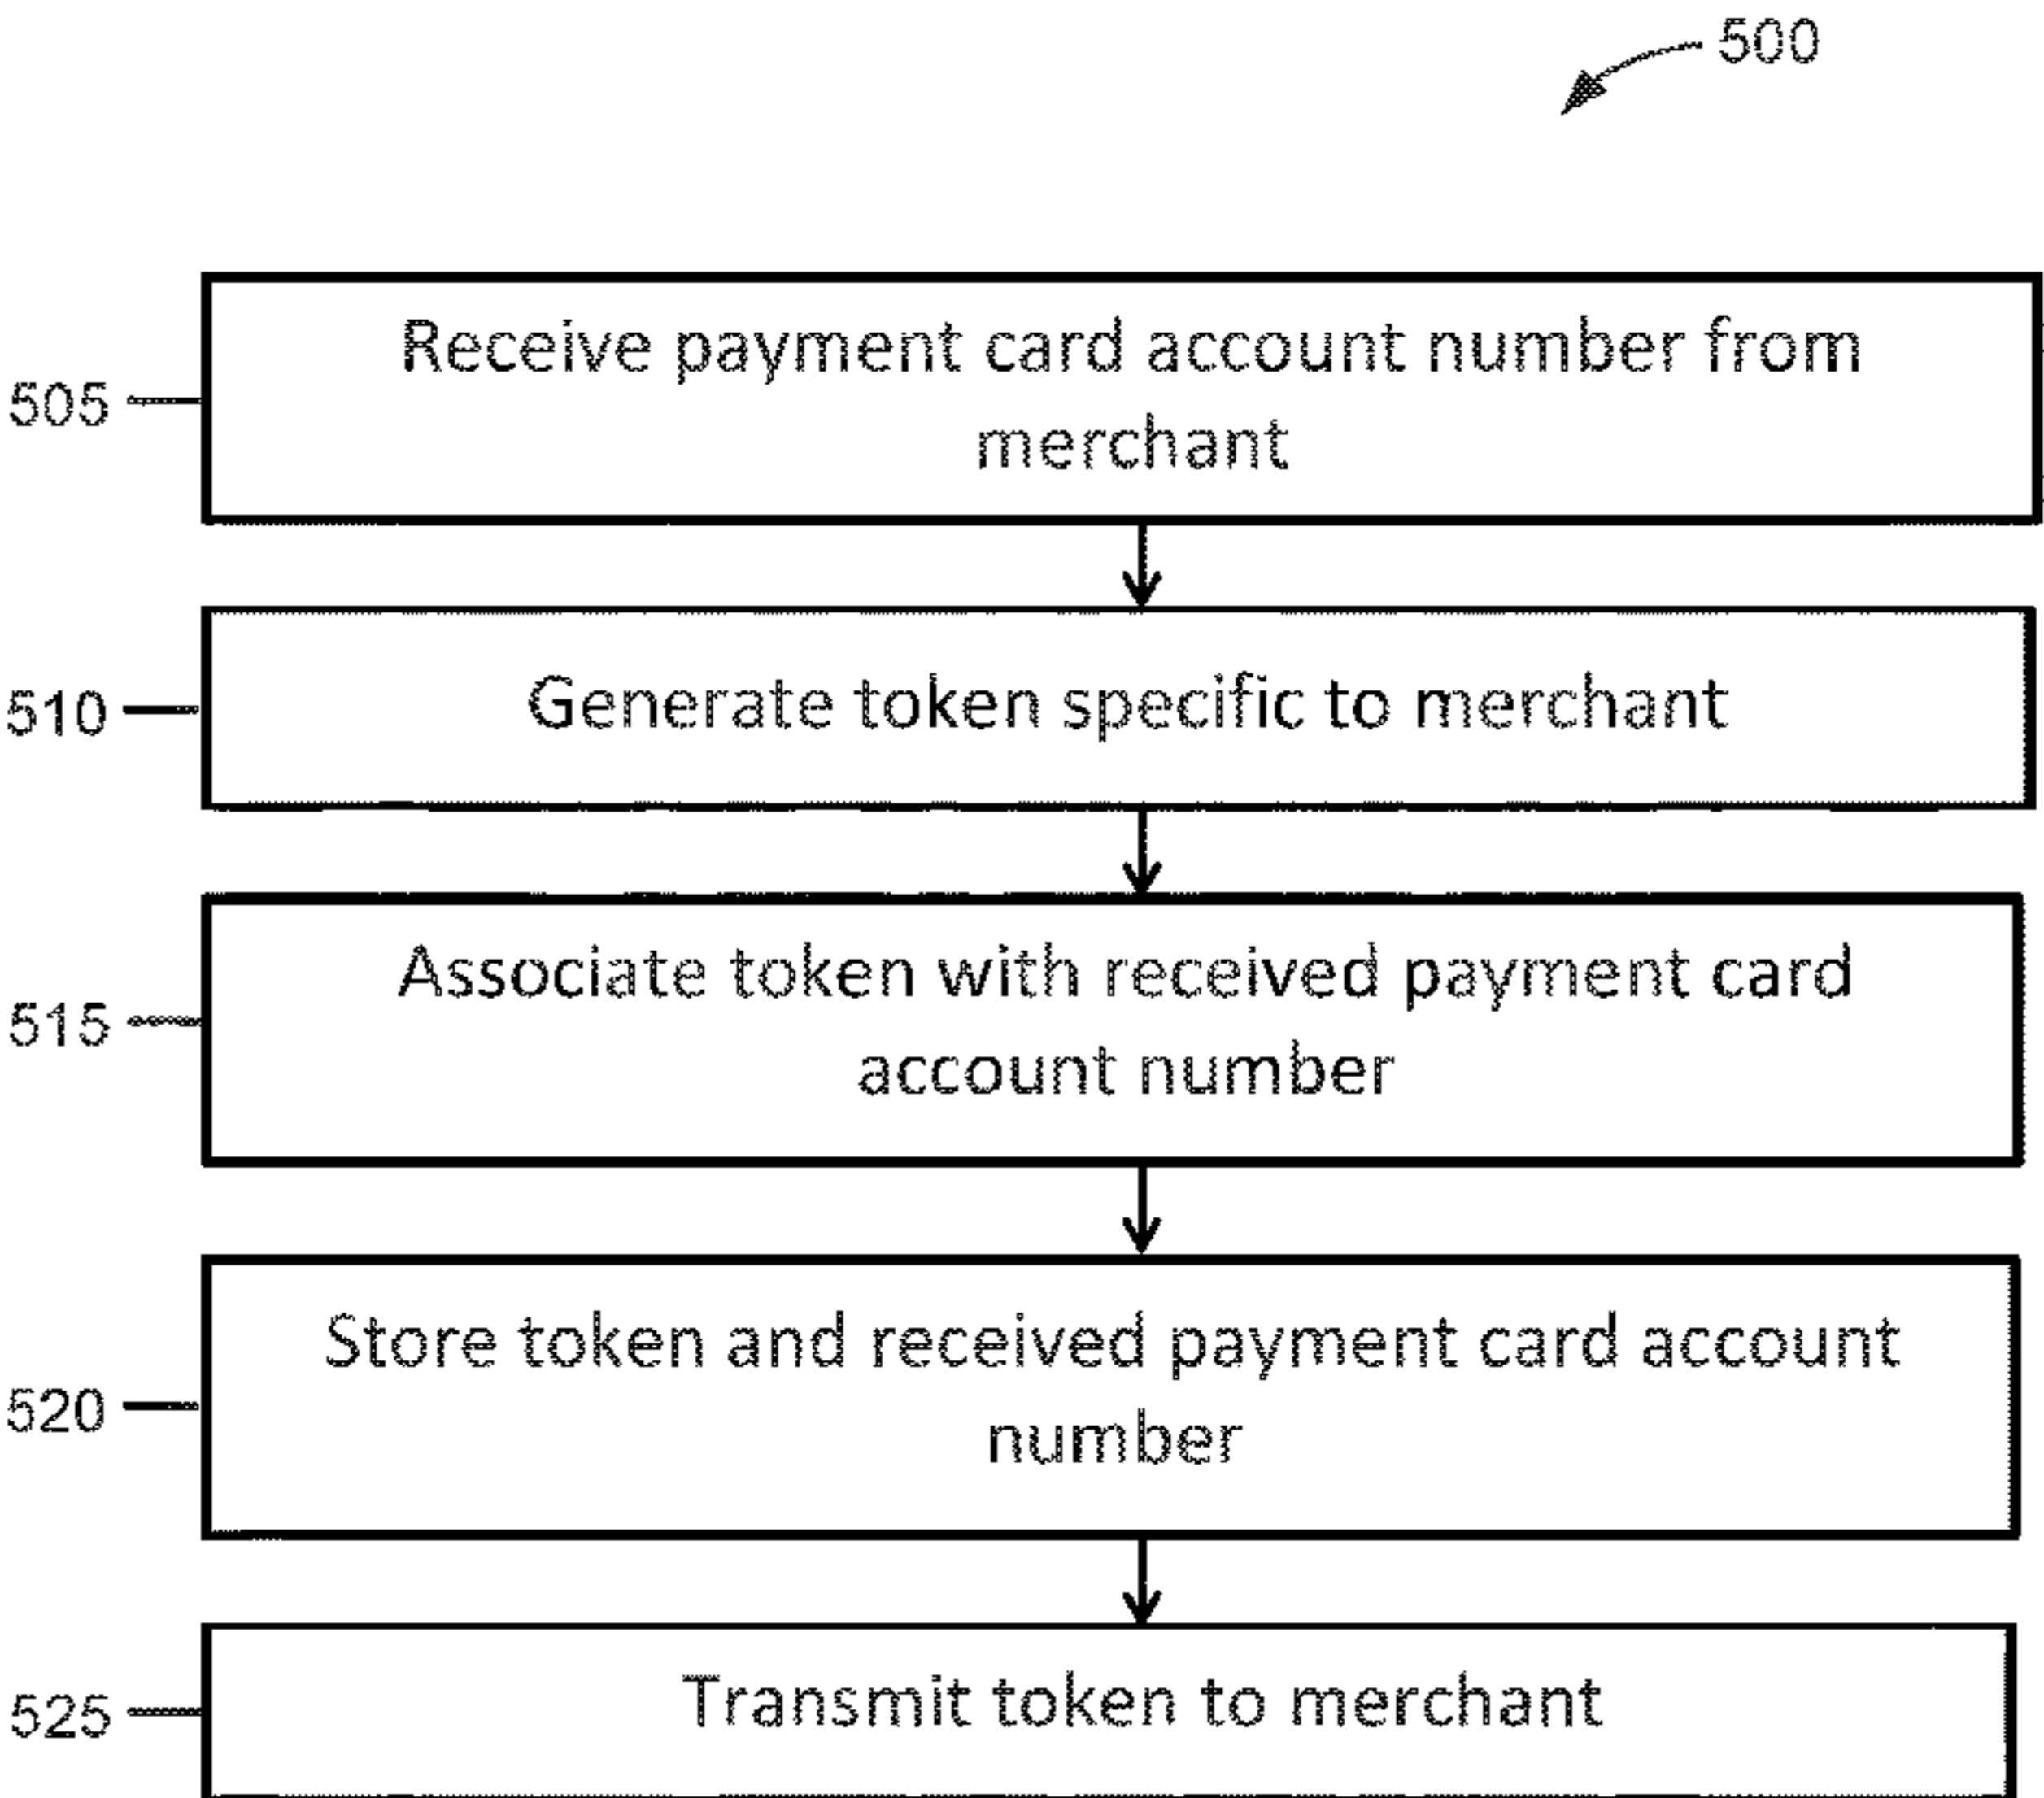 500
505
Receive payment card account number from
merchant
510
Generate token specific to merchant
515
Associate token with received payment card
account number
520
Store token and received payment card account
number
525
Transmit token to merchant